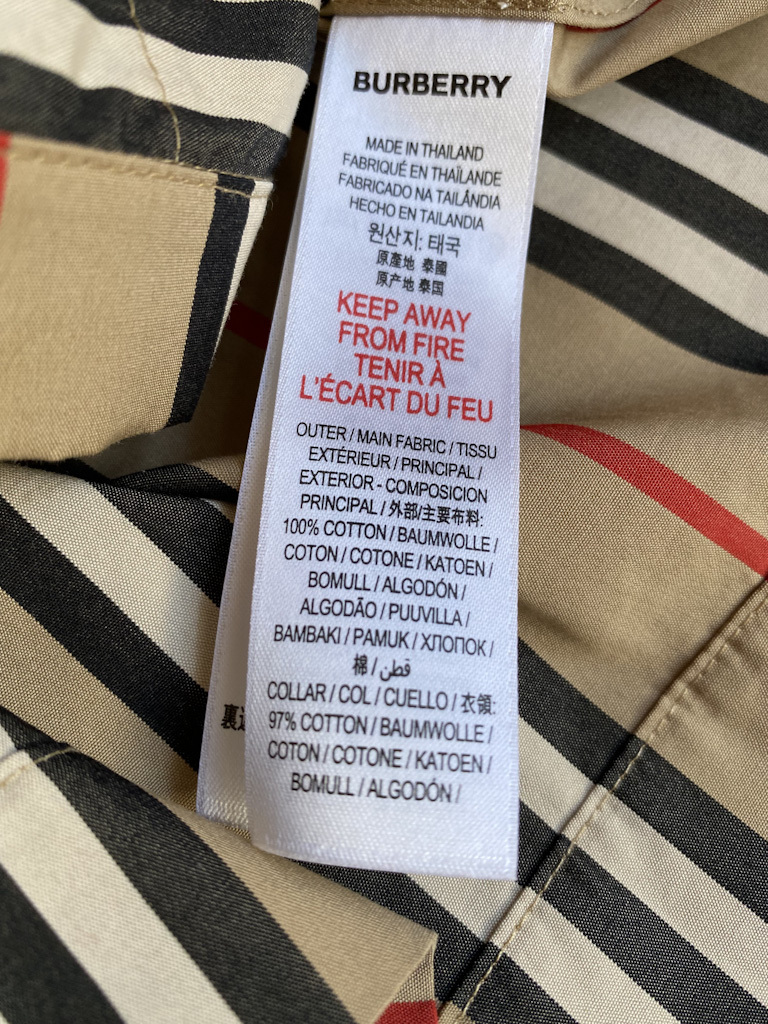 BURBERRY
MADE IN THAILAND
FABRIQUÉ EN THAÏLANDE
FABRICADO NA TAILÂNDIA
HECHO EN TAILANDIA
원산지: 태국
原產地 泰國
原产地 泰国
KEEP AWAY
FROM FIRE
TENIR À
L'ÉCART DU FEU
OUTER / MAIN FABRIC / TISSU
EXTÉRIEUR / PRINCIPAL /
EXTERIOR - COMPOSICION
PRINCIPAL / 外部/主要布料:
100% COTTON / BAUMWOLLE /
COTON / COTONE / KATOEN /
BOMULL / ALGODÓN /
ALGODÃO / PUUVILLA /
BAMBAKI / PAMUK / ХЛОПОК /
棉 / قطن
COLLAR / COL / CUELLO / 衣領:
97% COTTON / BAUMWOLLE /
COTON / COTONE / KATOEN /
BOMULL / ALGODÓN /
裏